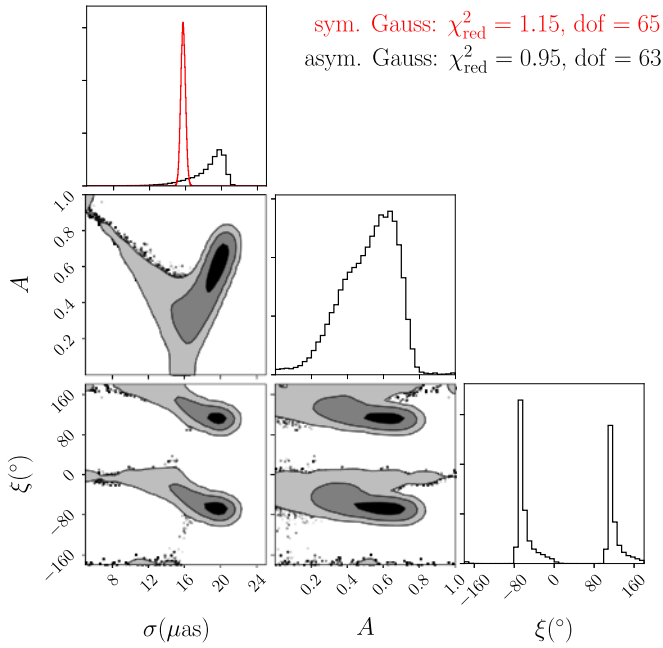 sym. Gauss: χ²_red = 1.15, dof = 65
asym. Gauss: χ²_red = 0.95, dof = 63
1.0
0.8
A
0.6
0.4
0.2
160
80
ξ(°)
0
−80
−160
8 12 16 20 24 0.2 0.4 0.6 0.8 1.0 −160 −80 0 80 160
σ(μas) A ξ(°)